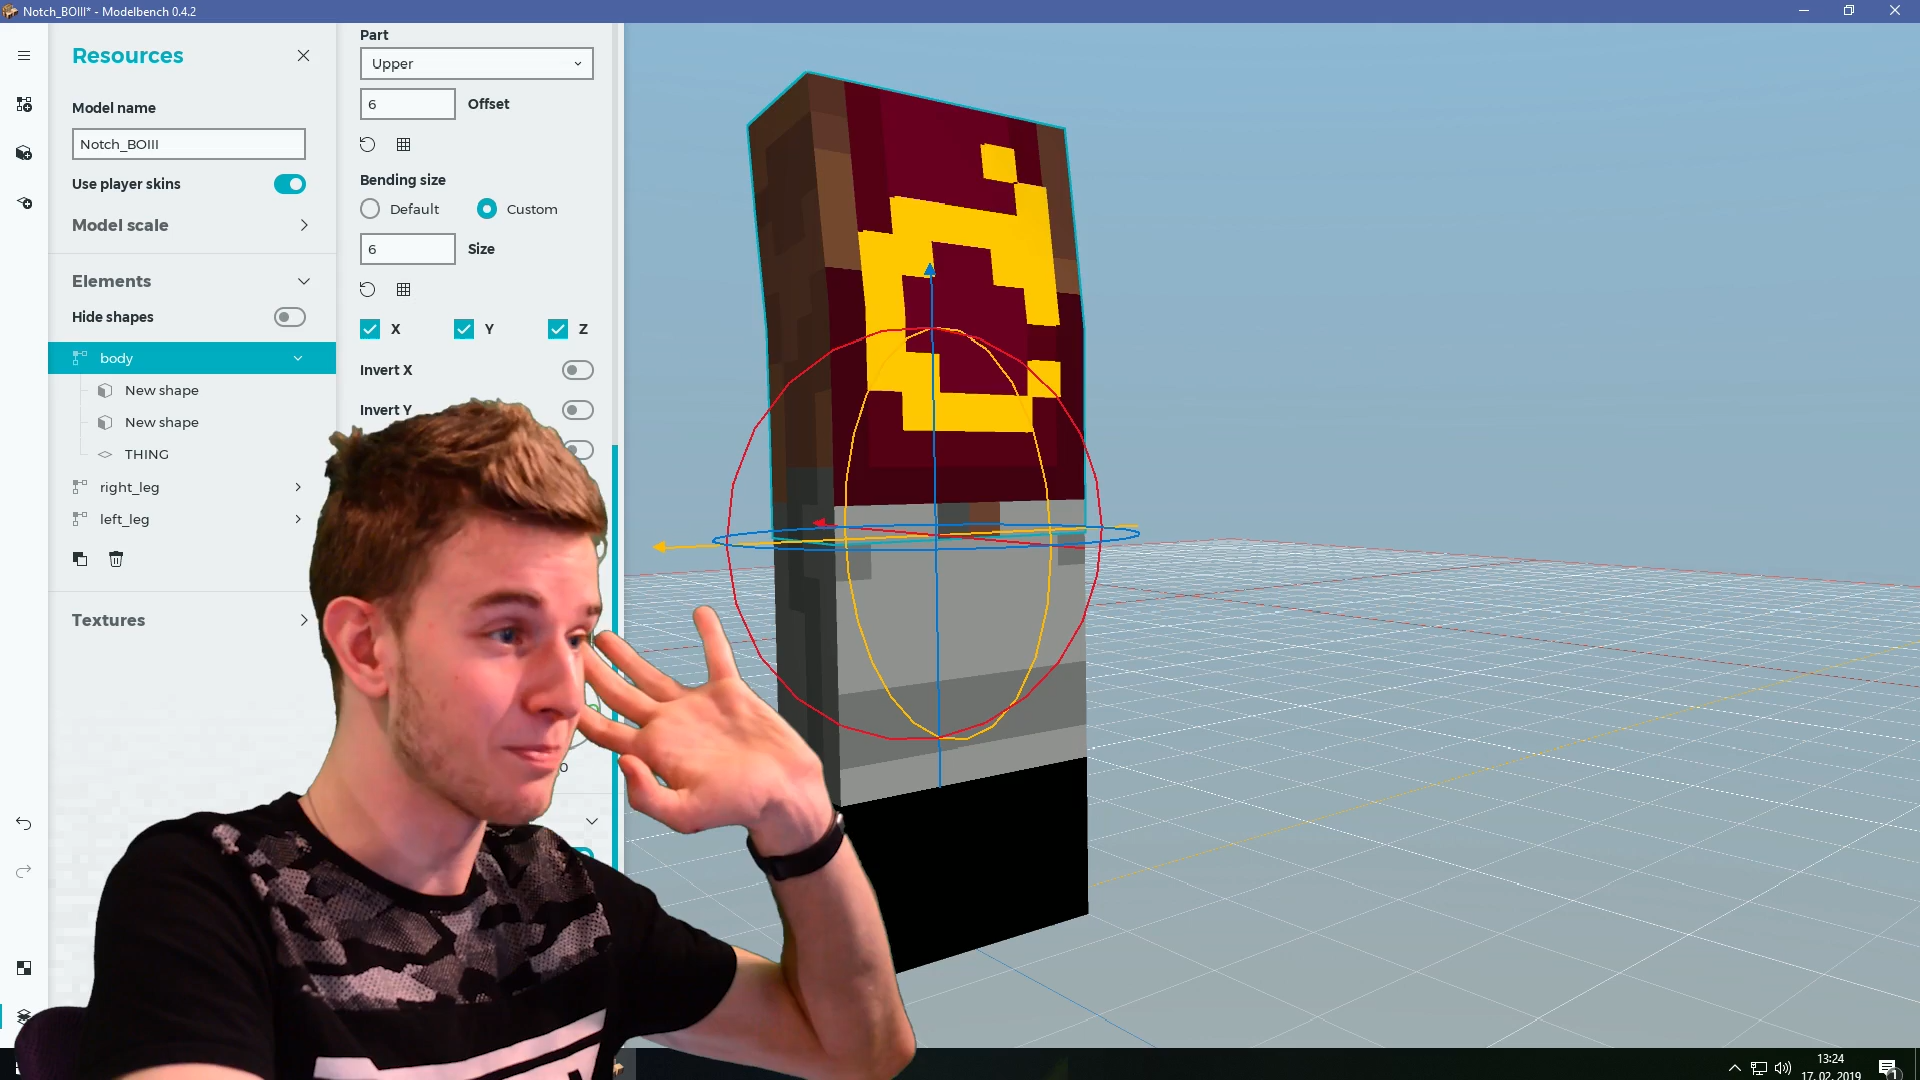 Notch_BOIII* - Modelbench 0.4.2
Resources
Model name
Notch_BOIII
Use player skins
Model scale
Elements
Hide shapes
body
New shape
New shape
THING
right_leg
left_leg
Textures
Part
Upper
6 Offset
Bending size
Default Custom
6 Size
X Y Z
Invert X
Invert Y
13:24
17. 02. 2019
1